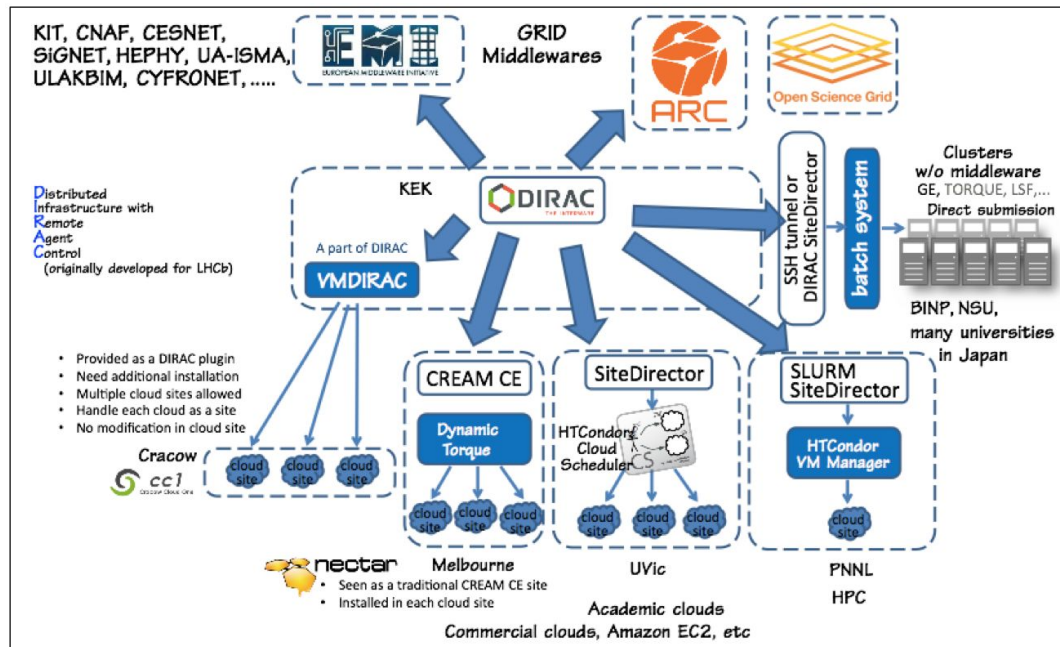 KIT, CNAF, CESNET,
SiGNET, HEPHY, UA-ISMA,
ULAKBIM, CYFRONET, .....
EMI
EUROPEAN MIDDLEWARE INITIATIVE
GRID
Middlewares
ARC
Open Science Grid
Distributed
Infrastructure with
Remote
Agent
Control
(originally developed for LHCb)
KEK
DIRAC
THE INTERWARE
A part of DIRAC
VMDIRAC
SSH tunnel or
DIRAC SiteDirector
batch system
Clusters
w/o middleware
GE, TORQUE, LSF,...
Direct submission
BINP, NSU,
many universities
in Japan
• Provided as a DIRAC plugin
• Need additional installation
• Multiple cloud sites allowed
• Handle each cloud as a site
• No modification in cloud site
Cracow
cc1
Cracow Cloud One
cloud
site
cloud
site
cloud
site
CREAM CE
Dynamic
Torque
cloud
site
cloud
site
cloud
site
SiteDirector
HTCondor/
Cloud
Scheduler
CS
cloud
site
cloud
site
cloud
site
SLURM
SiteDirector
HTCondor
VM Manager
cloud
site
nectar
Melbourne
• Seen as a traditional CREAM CE site
• Installed in each cloud site
UVic
Academic clouds
Commercial clouds, Amazon EC2, etc
PNNL
HPC